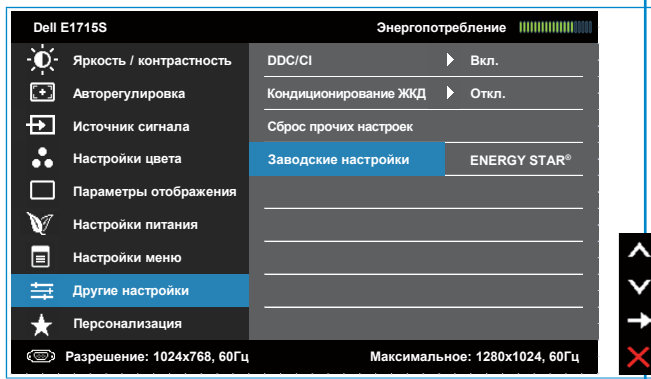 Dell E1715S Энергопотребление
Яркость / контрастность DDC/CI Вкл.
Авторегулировка Кондиционирование ЖКД Откл.
Источник сигнала Сброс прочих настроек
Настройки цвета Заводские настройки ENERGY STAR®
Параметры отображения
Настройки питания
Настройки меню
Другие настройки
Персонализация
Разрешение: 1024x768, 60Гц Максимальное: 1280x1024, 60Гц